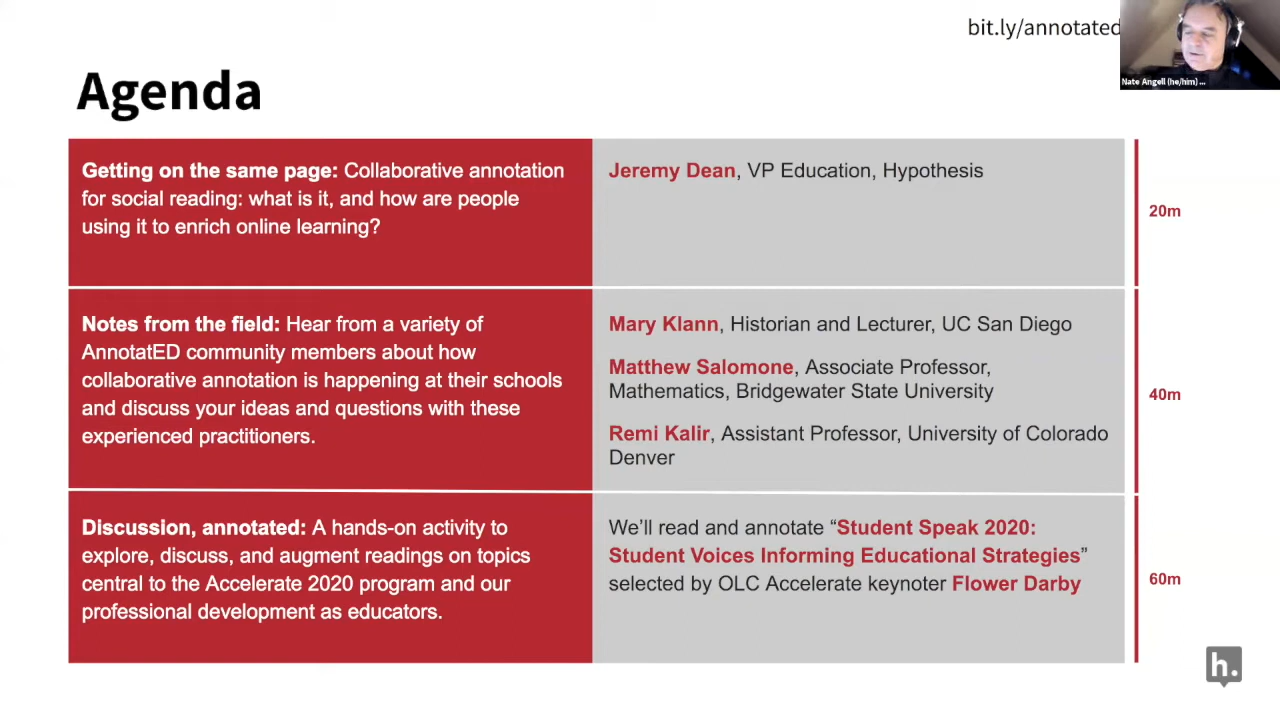 bit.ly/annotated
Nate Angell (he/him) ...
Agenda
Getting on the same page: Collaborative annotation
for social reading: what is it, and how are people
using it to enrich online learning?
Jeremy Dean, VP Education, Hypothesis
20m
Notes from the field: Hear from a variety of
AnnotatED community members about how
collaborative annotation is happening at their schools
and discuss your ideas and questions with these
experienced practitioners.
Mary Klann, Historian and Lecturer, UC San Diego
Matthew Salomone, Associate Professor,
Mathematics, Bridgewater State University
Remi Kalir, Assistant Professor, University of Colorado
Denver
40m
Discussion, annotated: A hands-on activity to
explore, discuss, and augment readings on topics
central to the Accelerate 2020 program and our
professional development as educators.
We’ll read and annotate “Student Speak 2020:
Student Voices Informing Educational Strategies”
selected by OLC Accelerate keynoter Flower Darby
60m
h.